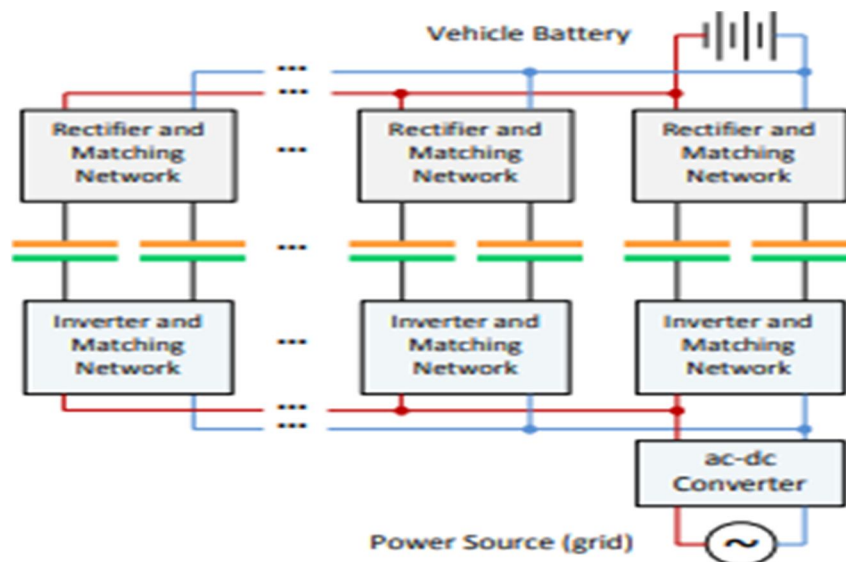 Vehicle Battery
...
...
Rectifier and
Matching
Network
...
Rectifier and
Matching
Network
Rectifier and
Matching
Network
...
Inverter and
Matching
Network
...
Inverter and
Matching
Network
Inverter and
Matching
Network
...
...
ac-dc
Converter
Power Source (grid)
~